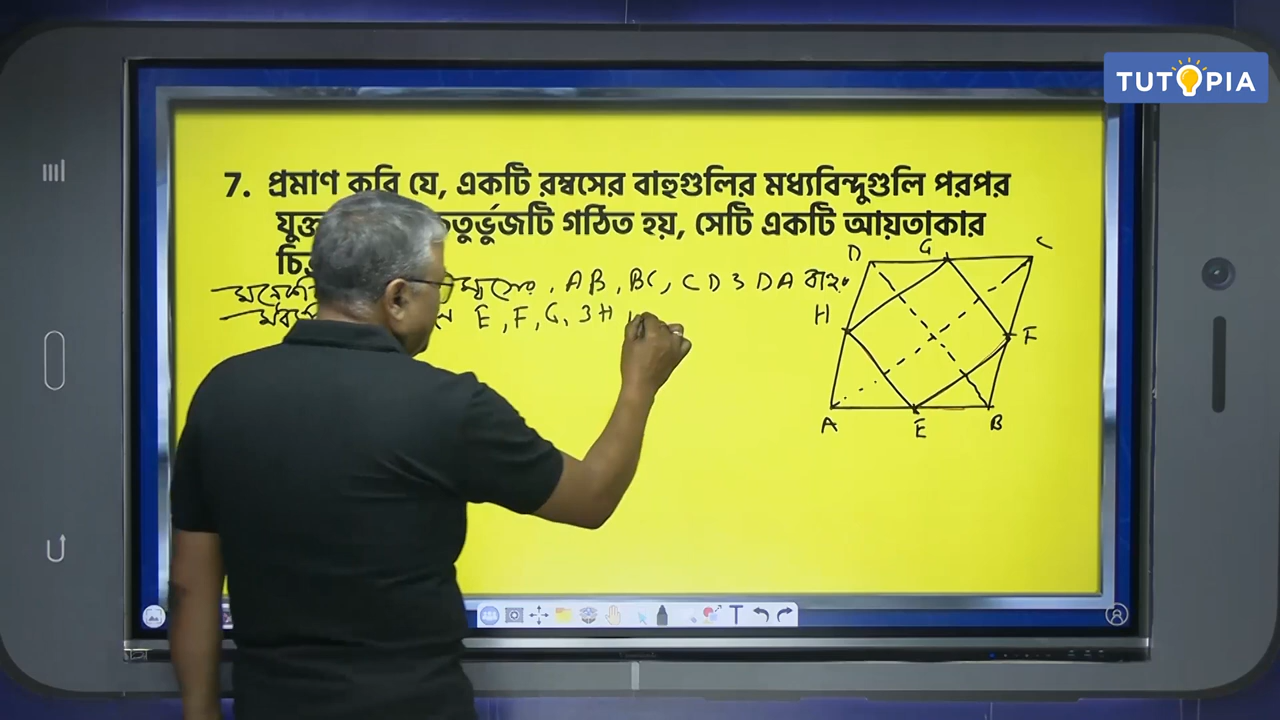 TUTOPIA
7. প্রমাণ করি যে, একটি রম্বসের বাহুগুলির মধ্যবিন্দুগুলি পরপর
যুক্ত চতুর্ভুজটি গঠিত হয়, সেটি একটি আয়তাকার
AB, BC, CD ও DA বাহু
E, F, G, ও H
D G C
H F
A E B
T